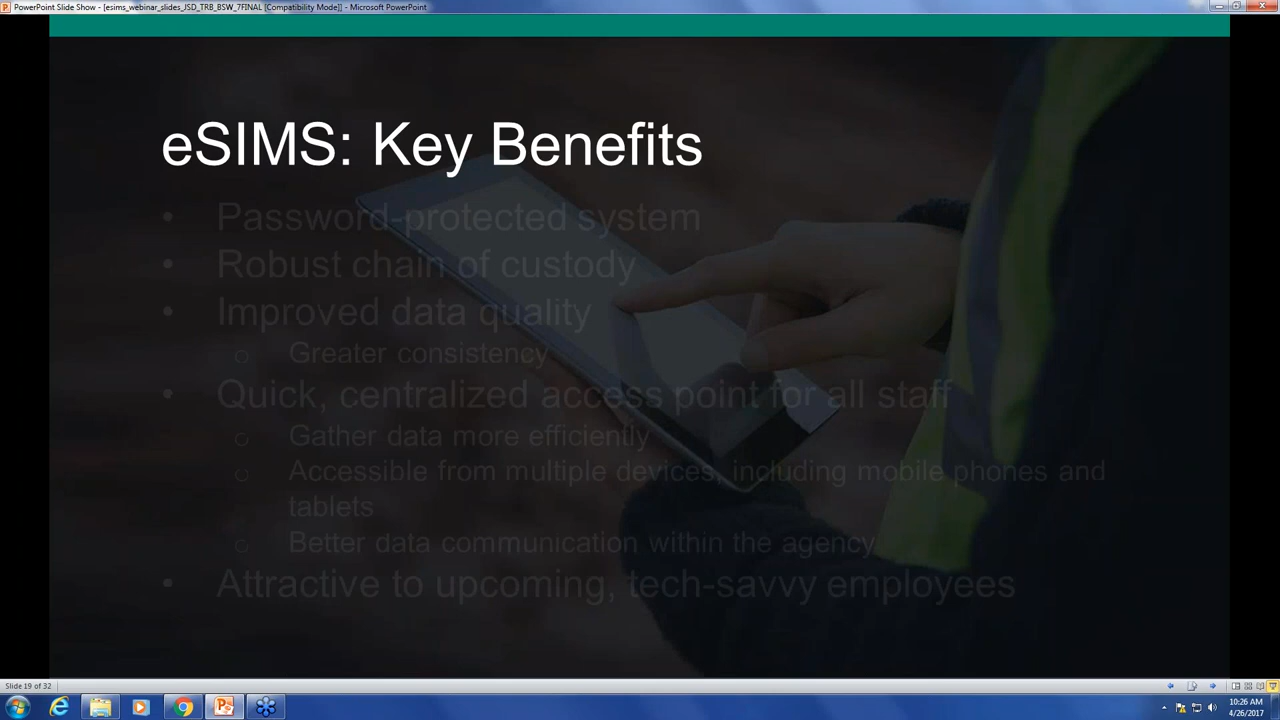 PowerPoint Slide Show - [esims_webinar_slides_JSD_TRB_BSW_7FINAL [Compatibility Mode]] - Microsoft PowerPoint
eSIMS: Key Benefits
• Password-protected system
• Robust chain of custody
• Improved data quality
o Greater consistency
• Quick, centralized access point for all staff
o Gather data more efficiently
o Accessible from multiple devices, including mobile phones and
tablets
o Better data communication within the agency
• Attractive to upcoming, tech-savvy employees
Slide 19 of 32
10:26 AM
4/26/2017